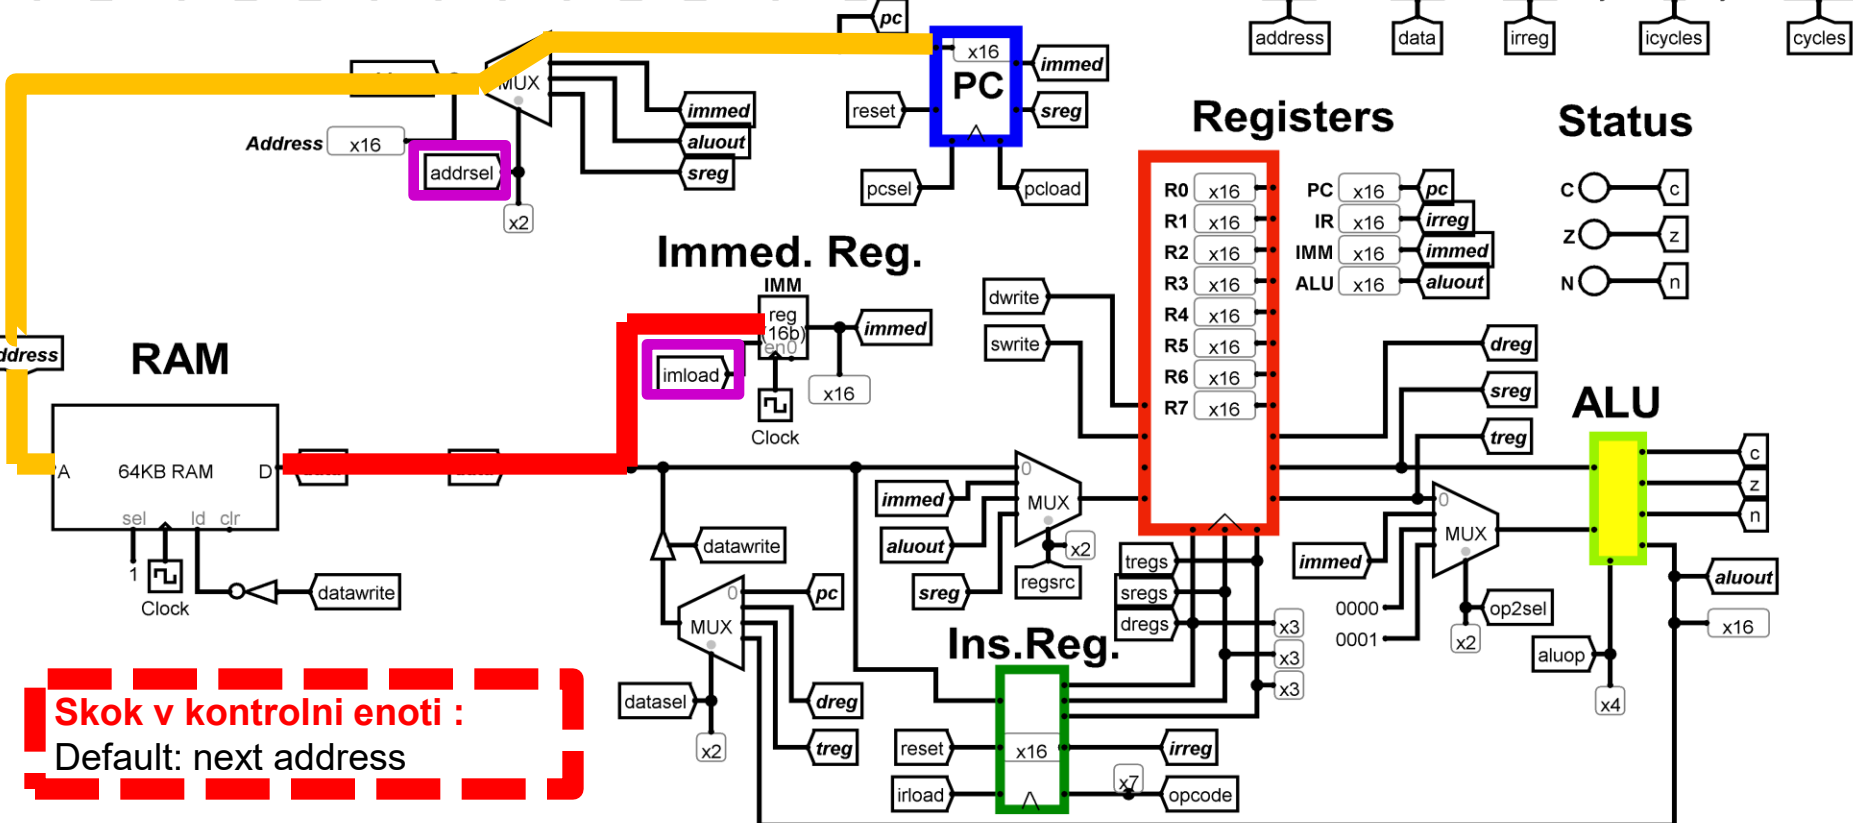 pc
address
data
irreg
icycles
cycles
MUX
x16
PC
immed
reset
sreg
pcsel
pcload
immed
aluout
sreg
Address
x16
addrsel
x2
Registers
Status
R0 x16
R1 x16
R2 x16
R3 x16
R4 x16
R5 x16
R6 x16
R7 x16
PC x16 pc
IR x16 irreg
IMM x16 immed
ALU x16 aluout
C c
Z z
N n
Immed. Reg.
IMM
reg
(16b)
en0
immed
imload
x16
Clock
dwrite
swrite
dreg
sreg
treg
ddress
RAM
A
64KB RAM
D
sel
ld
clr
1
Clock
datawrite
datawrite
0
MUX
pc
dreg
treg
datasel
x2
0
MUX
immed
aluout
sreg
x2
regsrc
tregs
sregs
dregs
x3
x3
x3
ALU
0
MUX
immed
0000
0001
op2sel
x2
c
z
n
aluout
x16
aluop
x4
Ins.Reg.
reset
x16
irreg
irload
x7
opcode
Skok v kontrolni enoti :
Default: next address